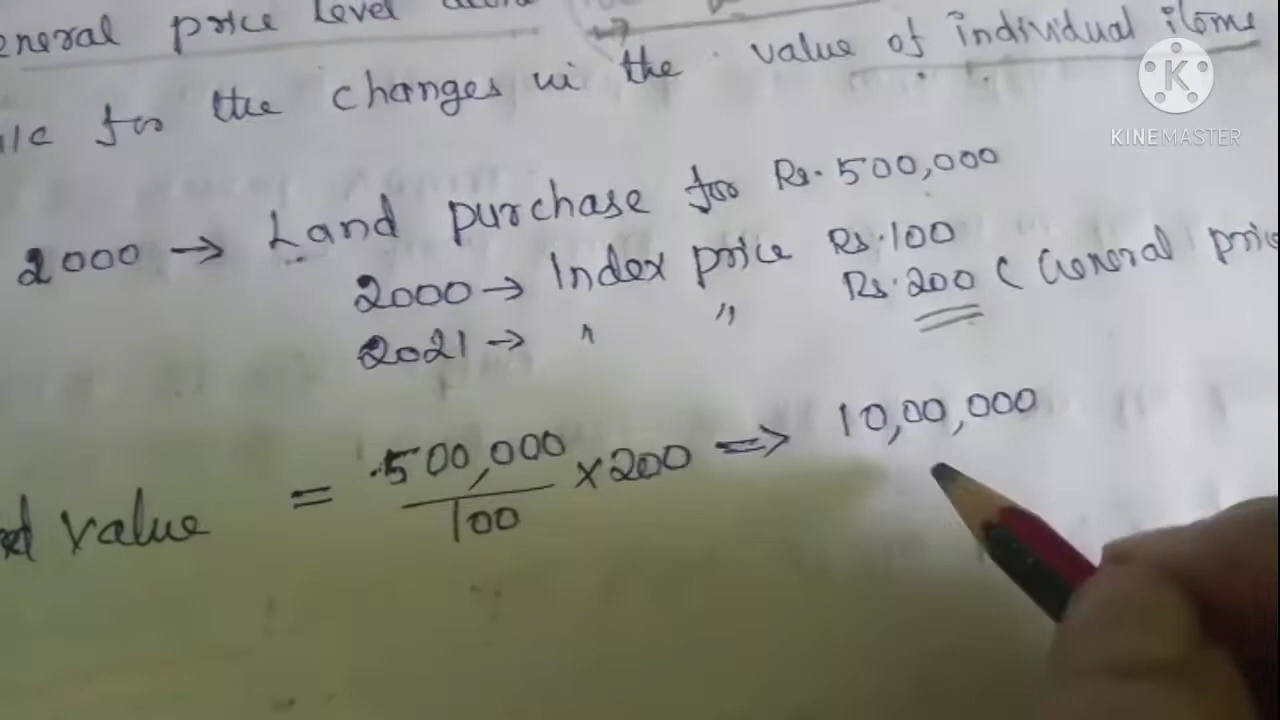 eneral price Level
a/c for the changes in the value of individual items
2000 → Land purchase for Rs. 500,000
2000 → Index price Rs. 100
2021 → " " Rs. 200 ( General pric
d value = 500,000 / 100 × 200 => 10,00,000
K
KINEMASTER